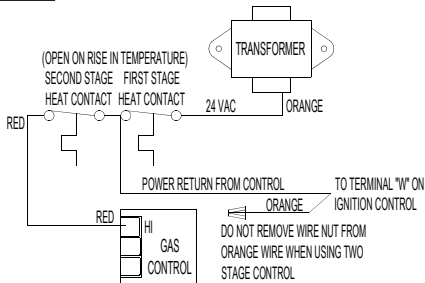 TRANSFORMER
(OPEN ON RISE IN TEMPERATURE)
SECOND STAGE FIRST STAGE
HEAT CONTACT HEAT CONTACT
24 VAC
ORANGE
RED
POWER RETURN FROM CONTROL
TO TERMINAL "W" ON
IGNITION CONTROL
ORANGE
RED
HI
GAS
CONTROL
DO NOT REMOVE WIRE NUT FROM
ORANGE WIRE WHEN USING TWO
STAGE CONTROL